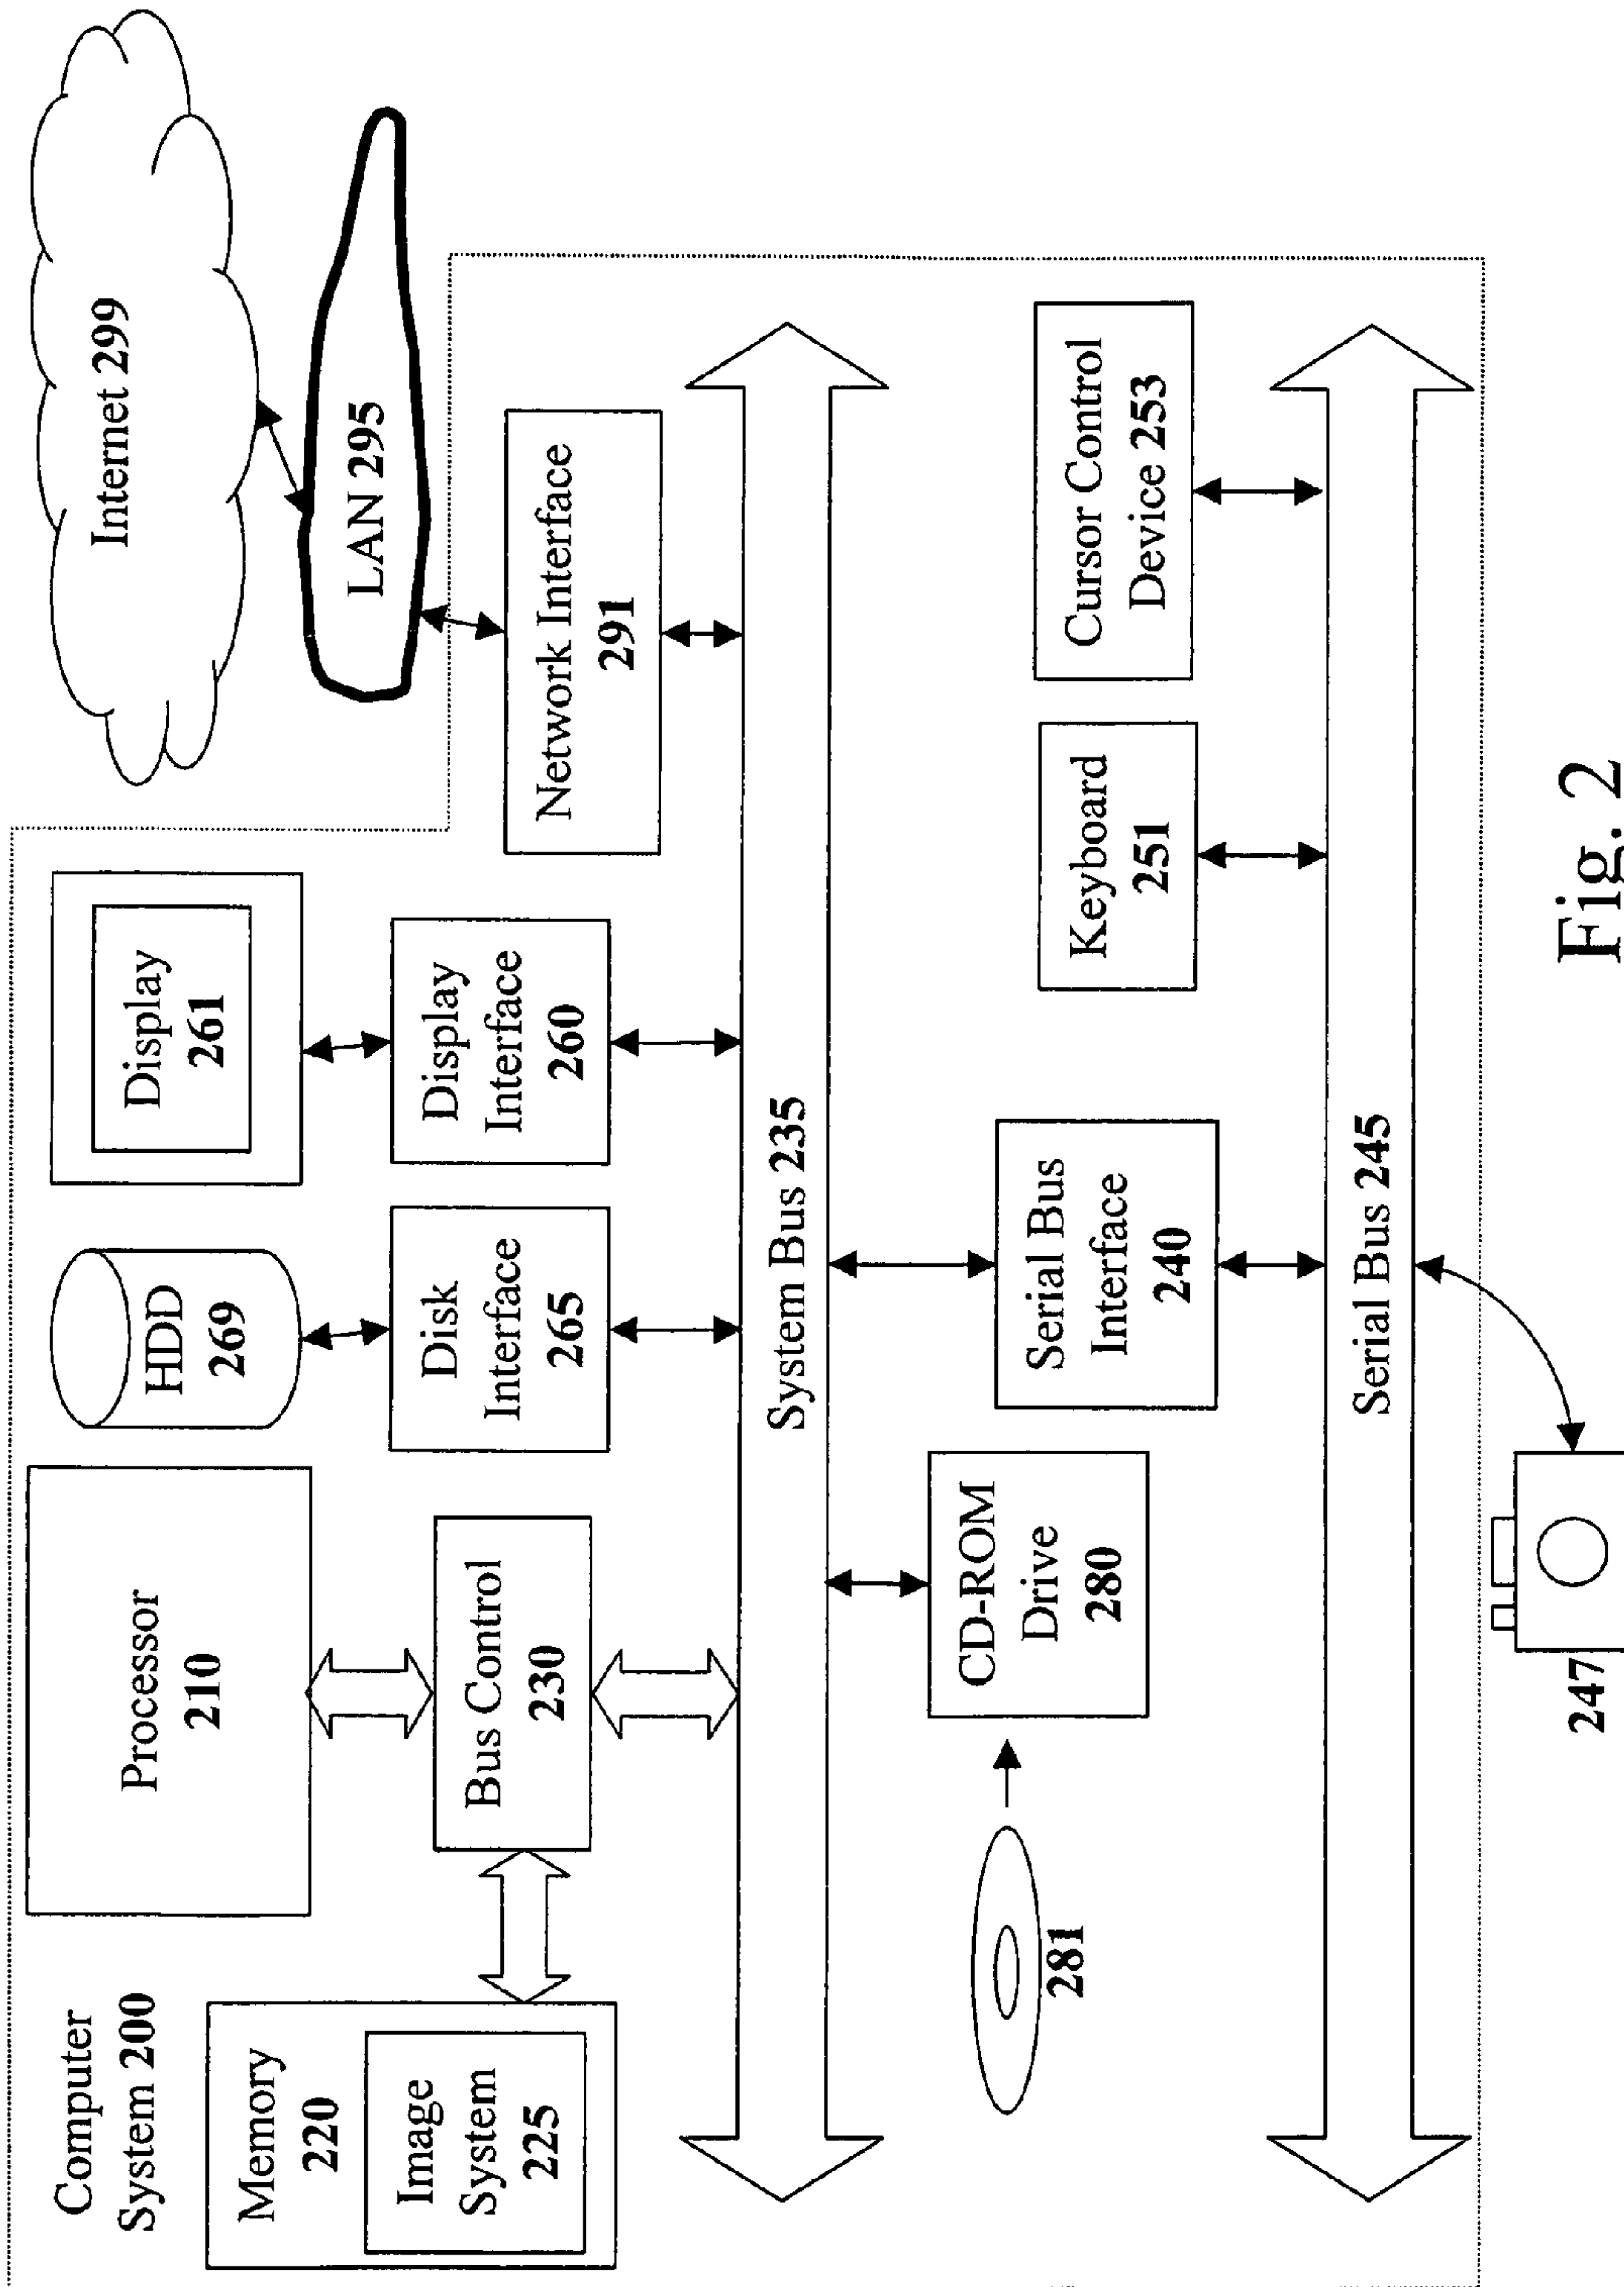 Computer
System 200
Processor
210
HDD
269
Display
261
Internet 299
LAN 295
Memory
220
Image
System
225
Bus Control
230
Disk
Interface
265
Display
Interface
260
Network Interface
291
System Bus 235
281
CD-ROM
Drive
280
Serial Bus
Interface
240
Keyboard
251
Cursor Control
Device 253
Serial Bus 245
247
Fig. 2